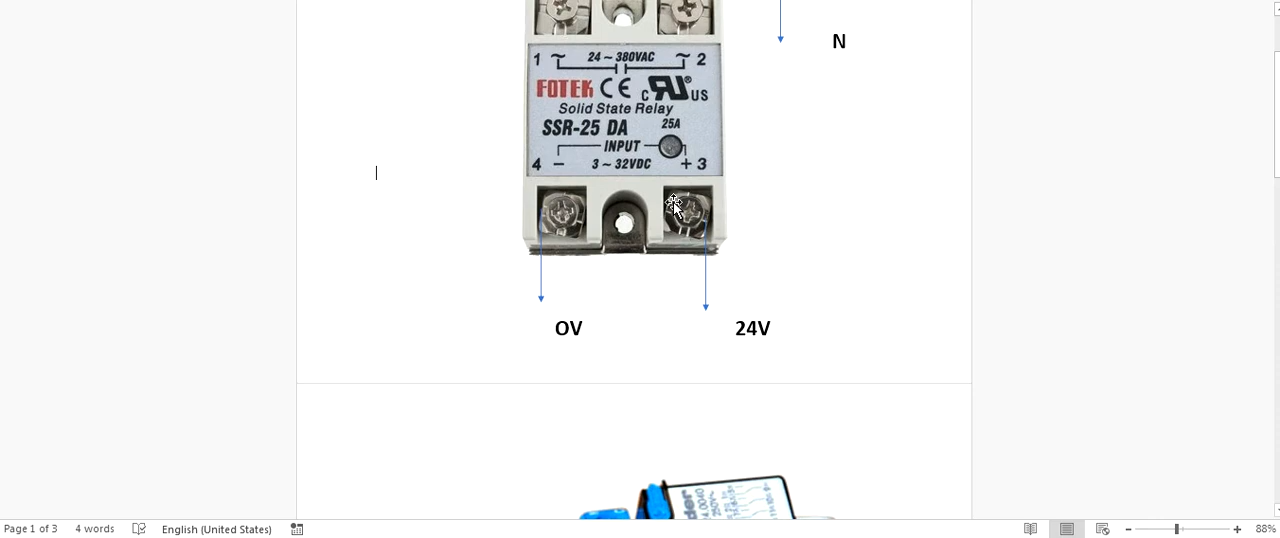 N
1 ~ 24 ~ 380VAC ~ 2
FOTEK CE C RU® US
Solid State Relay
SSR-25 DA 25A
INPUT
4 − 3 ~ 32VDC + 3
OV
24V
Page 1 of 3 4 words English (United States) 88%